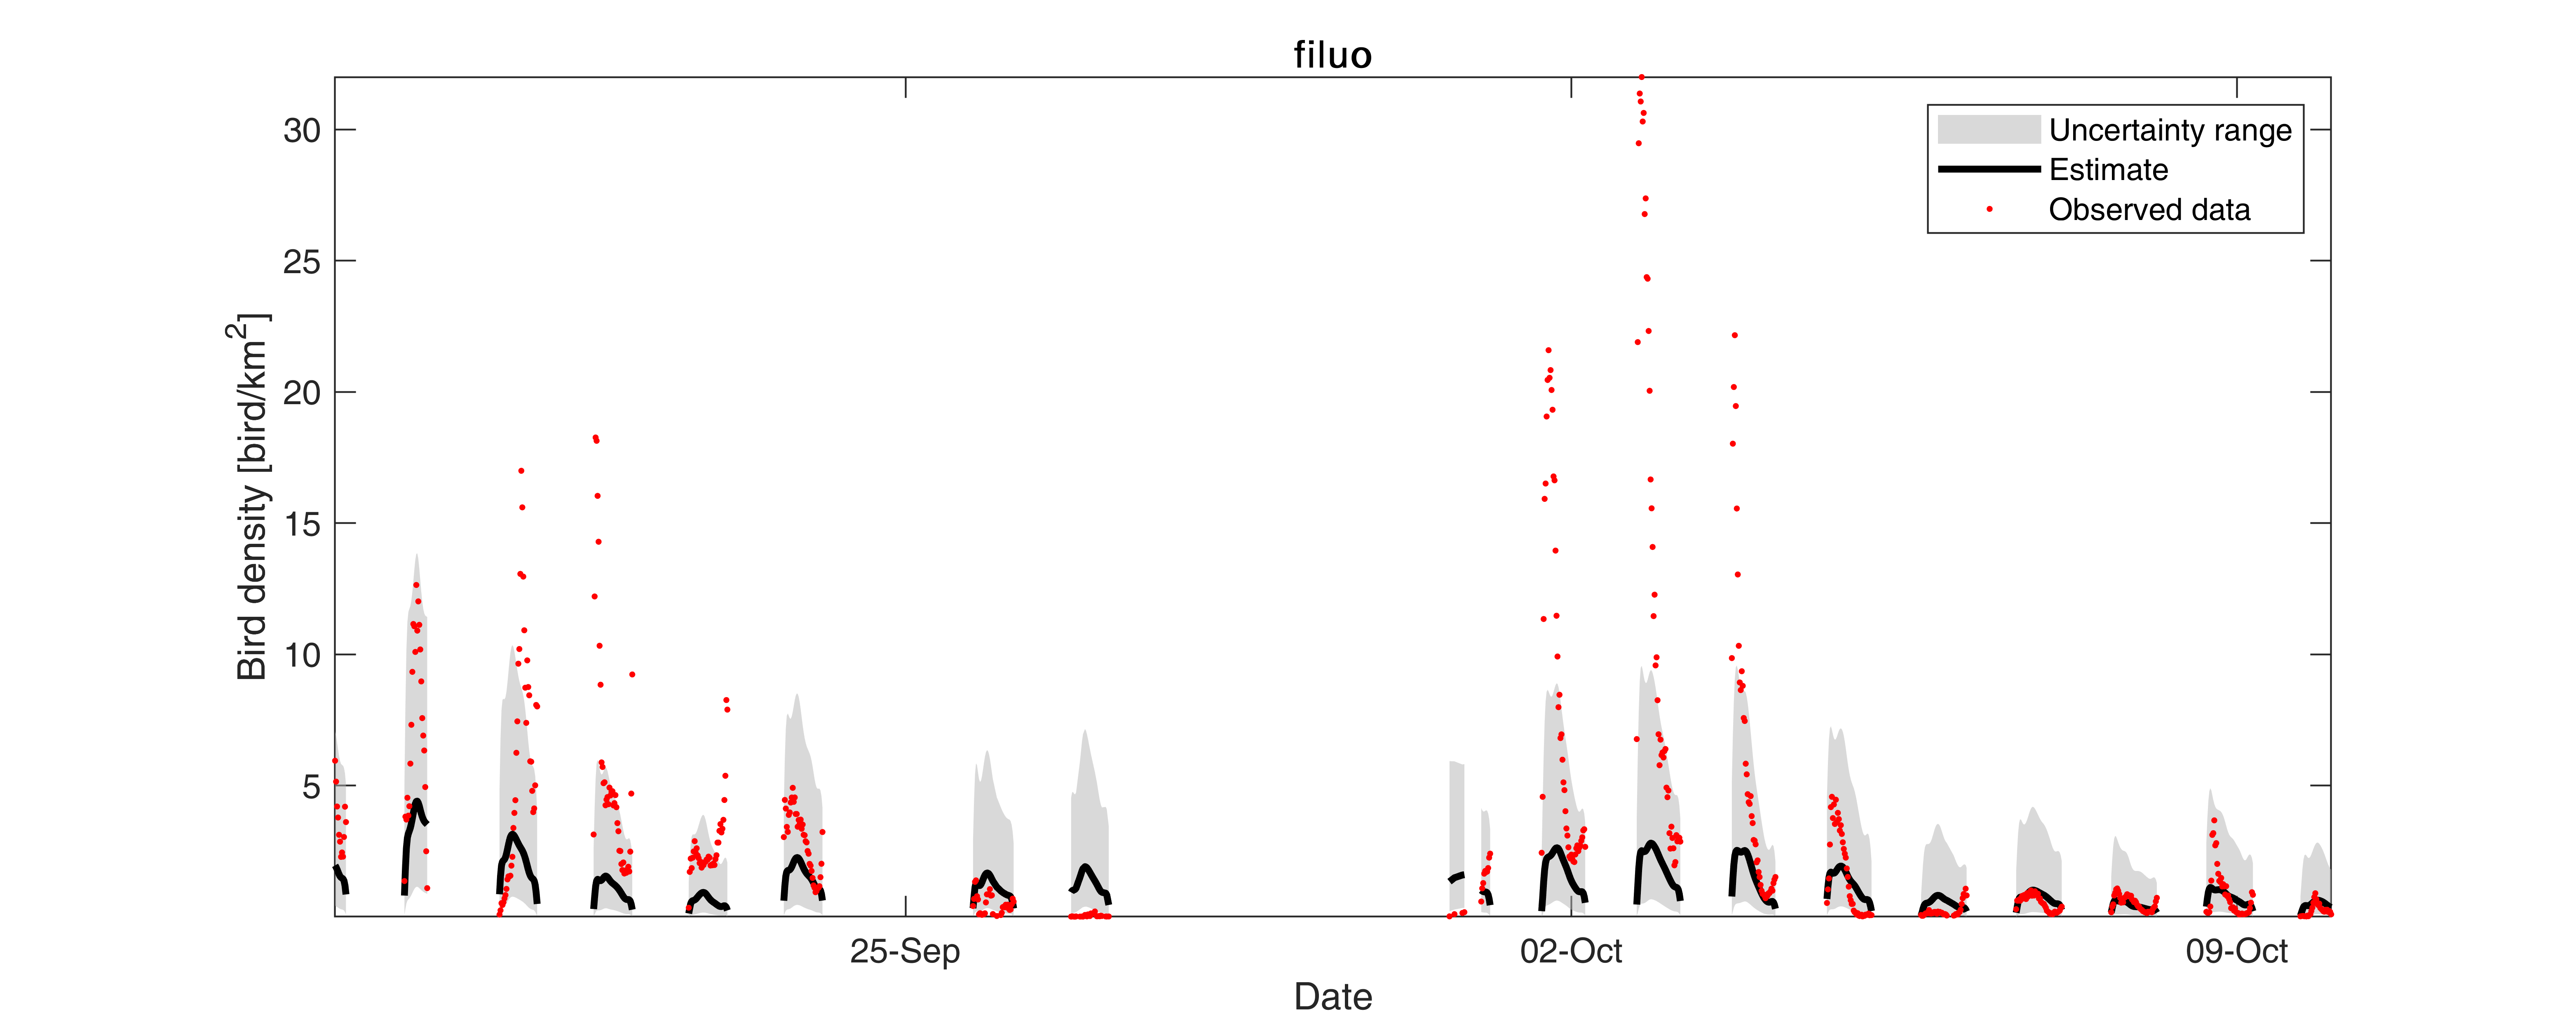 filuo
Uncertainty range
Estimate
Observed data
30
25
20
15
10
5
Bird density [bird/km²]
25-Sep
02-Oct
09-Oct
Date